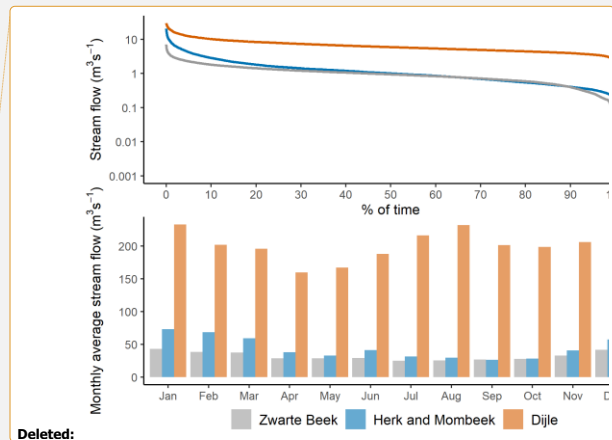 Stream flow (m³s⁻¹)
10
1
0.1
0.01
0.001
0 10 20 30 40 50 60 70 80 90
% of time
Monthly average stream flow (m³s⁻¹)
200
150
100
50
0
Jan Feb Mar Apr May Jun Jul Aug Sep Oct Nov
Zwarte Beek Herk and Mombeek Dijle
Deleted: